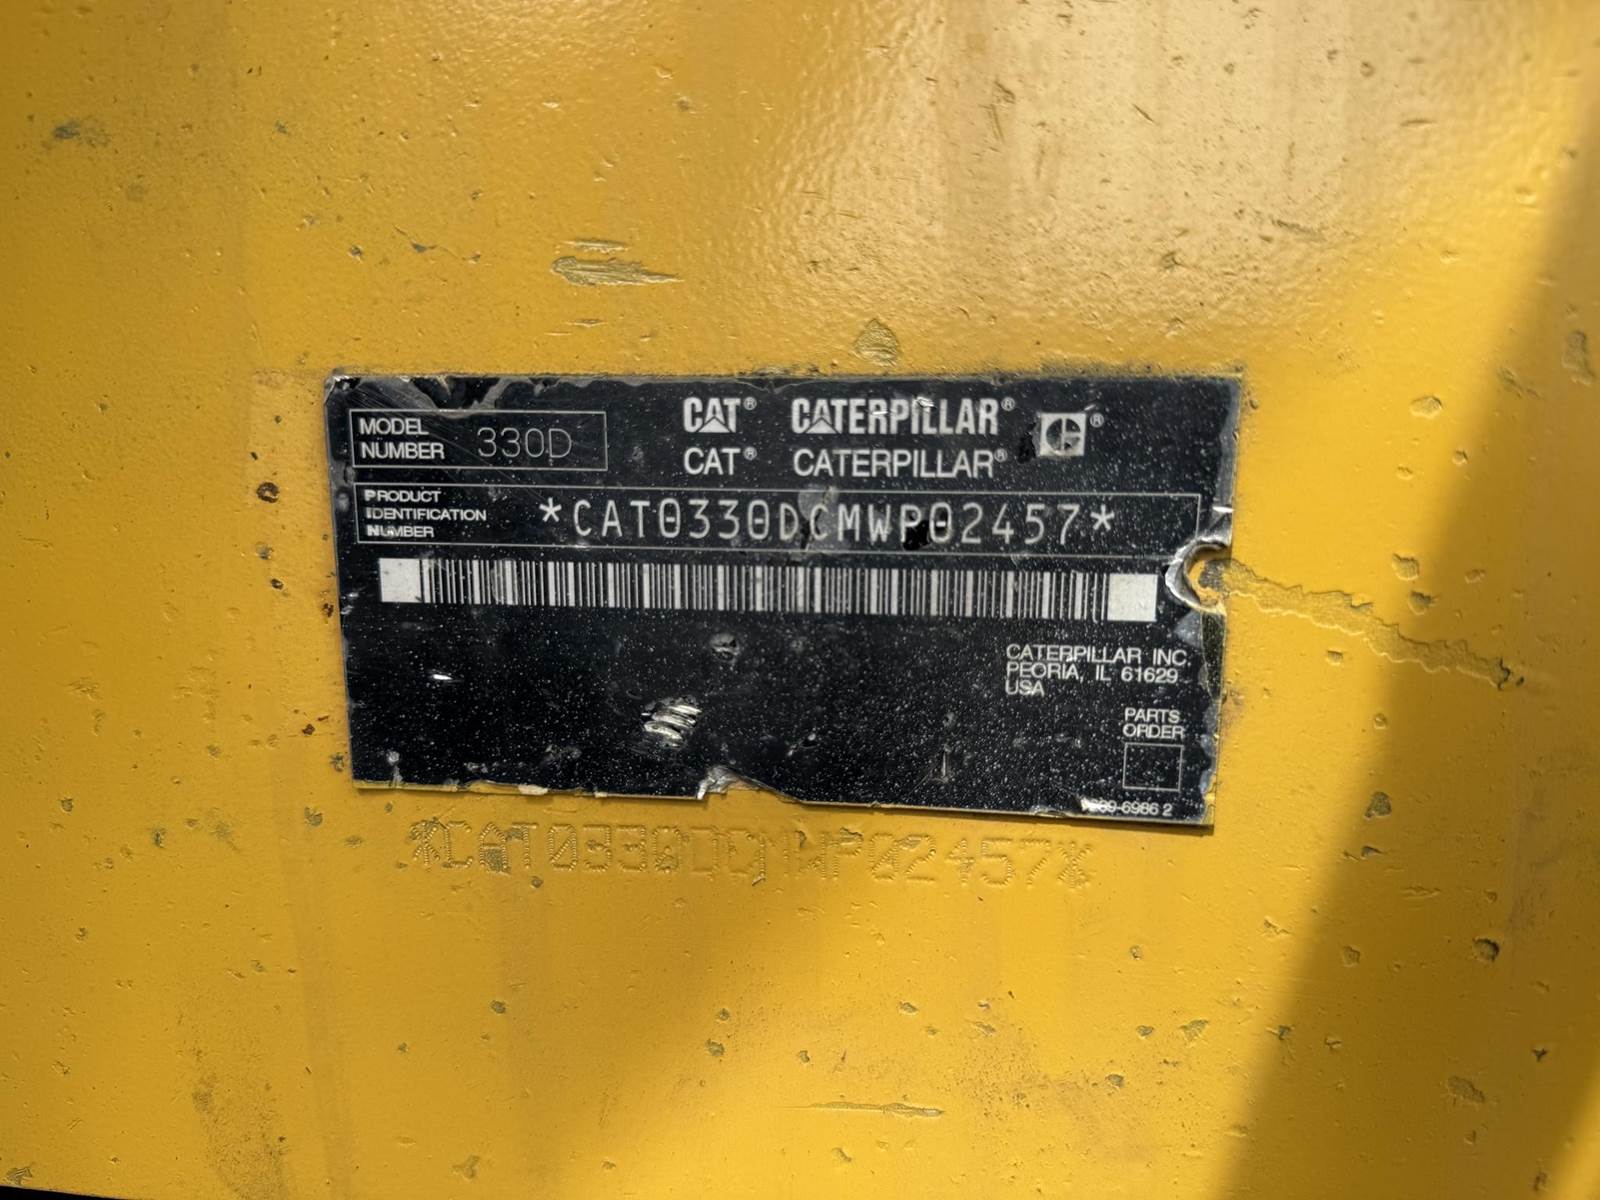 MODEL
NUMBER 330D
CAT® CATERPILLAR® ®
CAT® CATERPILLAR®
PRODUCT
IDENTIFICATION
NUMBER
*CAT0330DCMWP02457*
CATERPILLAR INC.
PEORIA, IL 61629
USA
PARTS
ORDER
*CAT0330DCMWP02457*